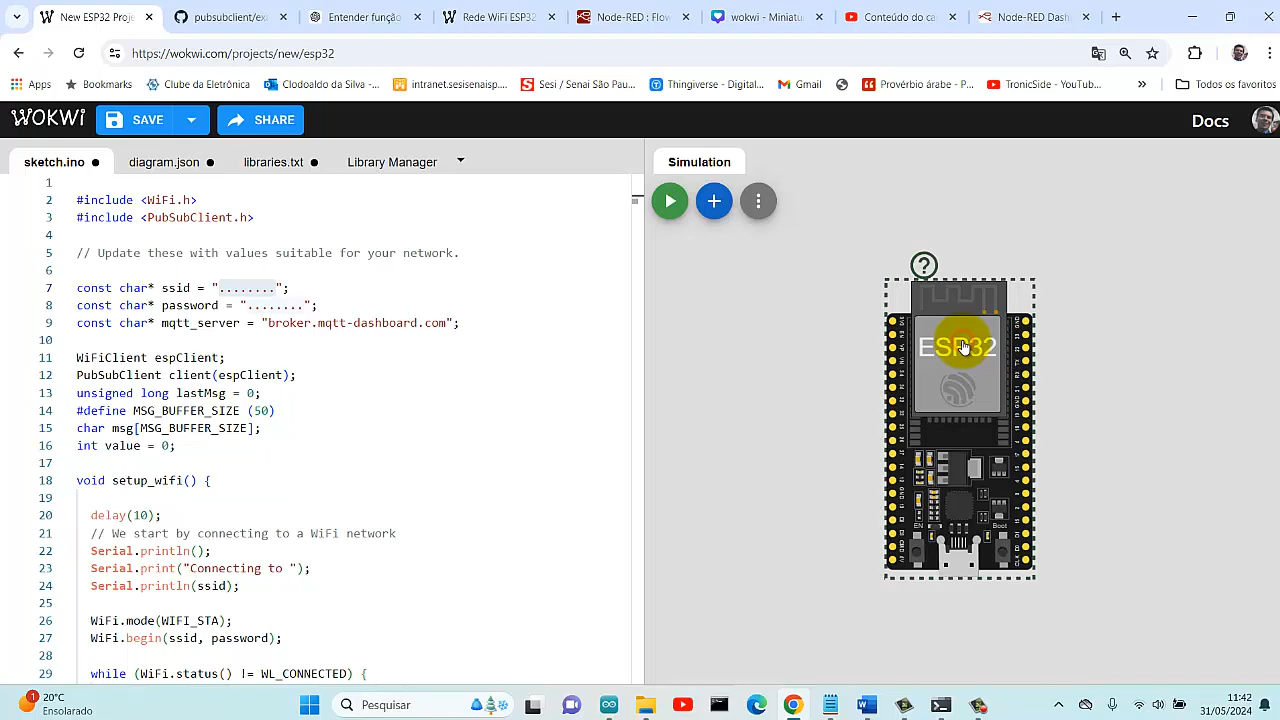 New ESP32 Project
pubsubclient/ex
Entender função
Rede WiFi ESP32
Node-RED : Flow
wokwi - Miniatu
Conteúdo do ca
Node-RED Dash
https://wokwi.com/projects/new/esp32
Apps
Bookmarks
Clube da Eletrônica
Clodoaldo da Silva -...
intranet.sesisenaisp....
Sesi / Senai São Pau...
Thingiverse - Digital...
Gmail
Provérbio árabe - P...
TronicSide - YouTub...
»
Todos os favoritos
WOKWI
SAVE
SHARE
Docs
sketch.ino
diagram.json
libraries.txt
Library Manager
Simulation
1
2 #include <WiFi.h>
3 #include <PubSubClient.h>
4
5 // Update these with values suitable for your network.
6
7 const char* ssid = "........";
8 const char* password = "........";
9 const char* mqtt_server = "broker.mqtt-dashboard.com";
10
11 WiFiClient espClient;
12 PubSubClient client(espClient);
13 unsigned long lastMsg = 0;
14 #define MSG_BUFFER_SIZE (50)
15 char msg[MSG_BUFFER_SIZE];
16 int value = 0;
17
18 void setup_wifi() {
19
20 delay(10);
21 // We start by connecting to a WiFi network
22 Serial.println();
23 Serial.print("Connecting to ");
24 Serial.println(ssid);
25
26 WiFi.mode(WIFI_STA);
27 WiFi.begin(ssid, password);
28
29 while (WiFi.status() != WL_CONNECTED) {
?
ESP32
EN
Boot
1
20°C
Ensolarado
Pesquisar
11:42
31/05/2024